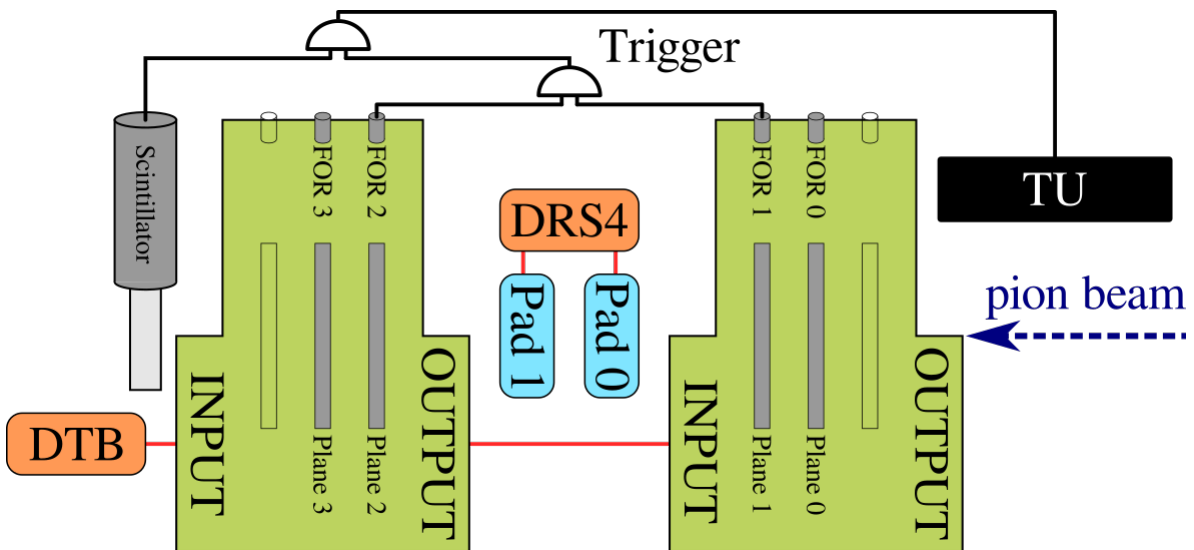 Trigger
Scintillator
FOR 3
FOR 2
FOR 1
FOR 0
TU
DRS4
Pad 1
Pad 0
pion beam
INPUT
OUTPUT
INPUT
OUTPUT
DTB
Plane 3
Plane 2
Plane 1
Plane 0